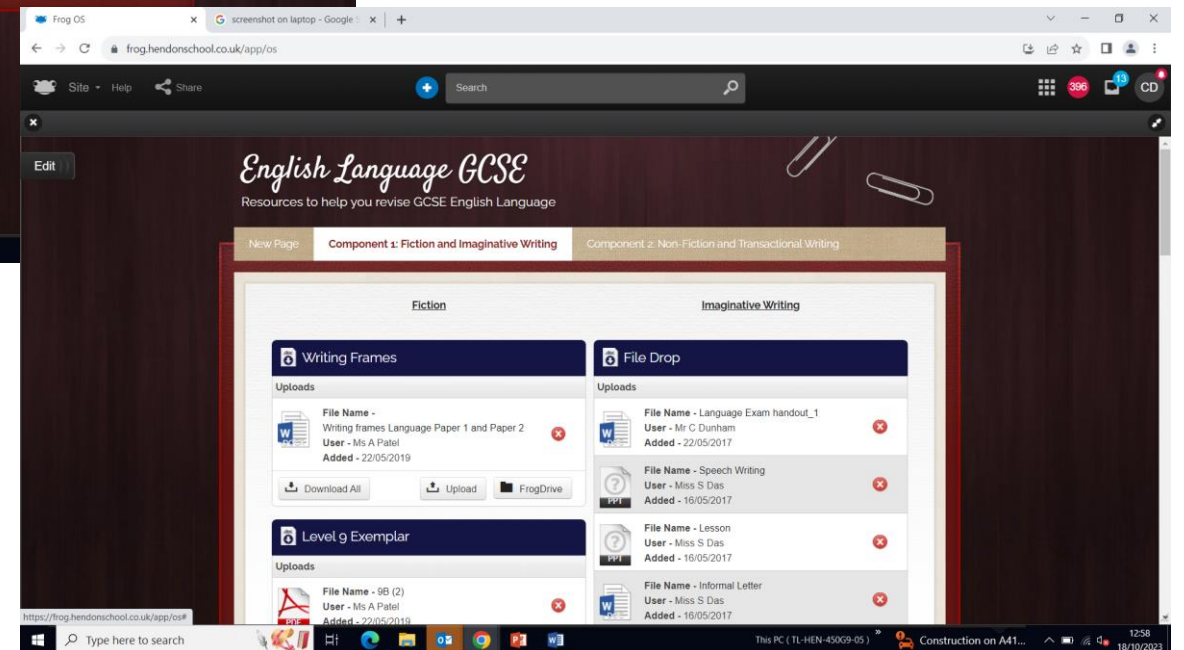 Frog OS
screenshot on laptop - Google S
frog.hendonschool.co.uk/app/os
Site
Help
Share
Search
396
13
CD
Edit
English Language GCSE
Resources to help you revise GCSE English Language
New Page
Component 1: Fiction and Imaginative Writing
Component 2: Non-Fiction and Transactional Writing
Fiction
Writing Frames
Uploads
File Name -
Writing frames Language Paper 1 and Paper 2
User - Ms A Patel
Added - 22/05/2019
Download All
Upload
FrogDrive
Level 9 Exemplar
Uploads
File Name - 9B (2)
User - Ms A Patel
Added - 22/05/2019
PDF
Imaginative Writing
File Drop
Uploads
File Name - Language Exam handout_1
User - Mr C Dunham
Added - 22/05/2017
File Name - Speech Writing
User - Miss S Das
Added - 16/05/2017
PPT
File Name - Lesson
User - Miss S Das
Added - 16/05/2017
PPT
File Name - Informal Letter
User - Miss S Das
Added - 16/05/2017
https://frog.hendonschool.co.uk/app/os#
Type here to search
This PC ( TL-HEN-450G9-05 )
Construction on A41...
12:58
18/10/2023